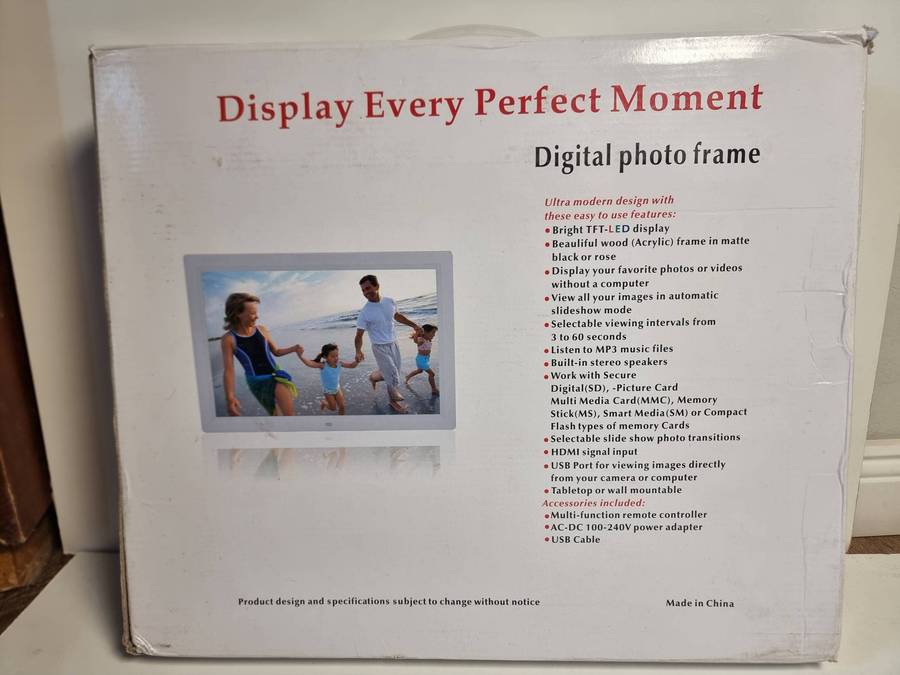 Display Every Perfect Moment
Digital photo frame
Ultra modern design with
these easy to use features:
• Bright TFT-LED display
• Beauliful wood (Acrylic) frame in matte
black or rose
• Display your favorite photos or videos
without a computer
• View all your images in automatic
slideshow mode
• Selectable viewing intervals from
3 to 60 seconds
• Listen to MP3 music files
• Built-in stereo speakers
• Work with Secure
Digital(SD), -Picture Card
Multi Media Card(MMC), Memory
Stick(MS), Smart Media(SM) or Compact
Flash types of memory Cards
• Selectable slide show photo transitions
• HDMI signal input
• USB Port for viewing images directly
from your camera or computer
• Tabletop or wall mountable
Accessories included:
• Multi-function remote controller
• AC-DC 100-240V power adapter
• USB Cable
Product design and specifications subject to change without notice
Made in China